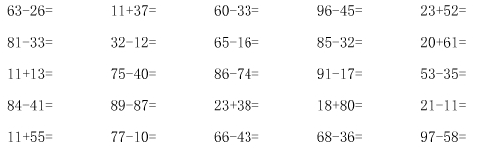 63-26= 11+37= 60-33= 96-45= 23+52=
81-33= 32-12= 65-16= 85-32= 20+61=
11+13= 75-40= 86-74= 91-17= 53-35=
84-41= 89-87= 23+38= 18+80= 21-11=
11+55= 77-10= 66-43= 68-36= 97-58=